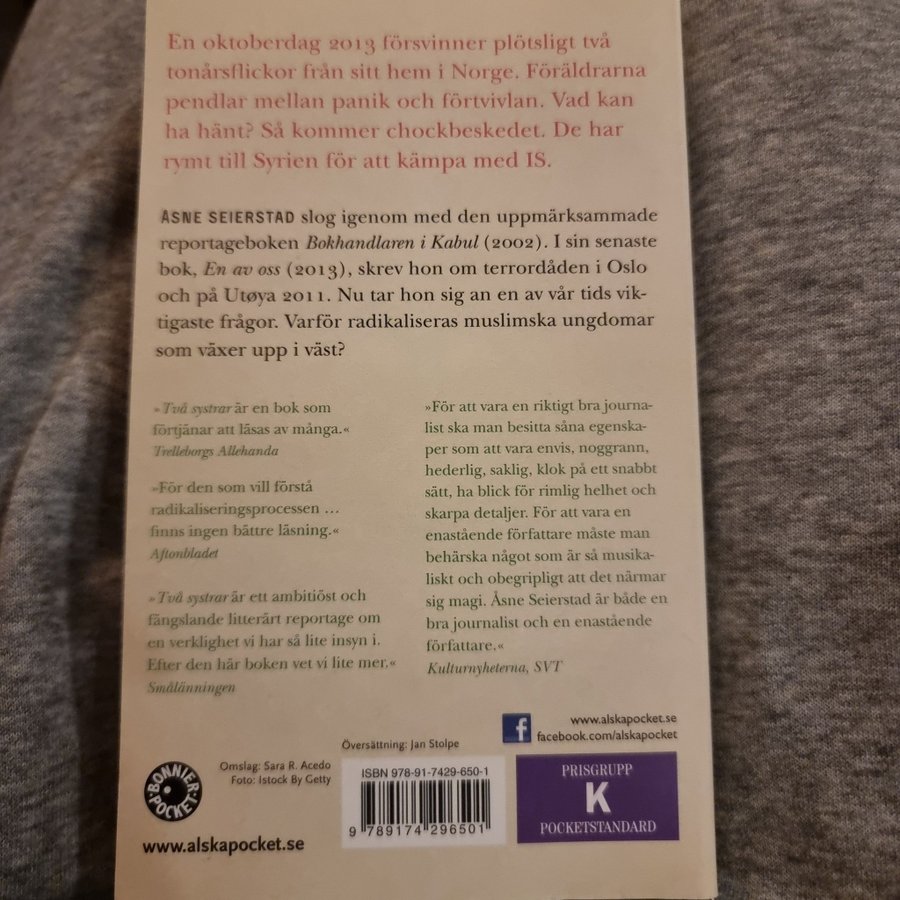 En oktoberdag 2013 försvinner plötsligt två
tonårsflickor från sitt hem i Norge. Föräldrarna
pendlar mellan panik och förtvivlan. Vad kan
ha hänt? Så kommer chockbeskedet. De har
rymt till Syrien för att kämpa med IS.
ÅSNE SEIERSTAD slog igenom med den uppmärksammade
reportageboken Bokhandlaren i Kabul (2002). I sin senaste
bok, En av oss (2013), skrev hon om terrordåden i Oslo
och på Utøya 2011. Nu tar hon sig an en av vår tids vik-
tigaste frågor. Varför radikaliseras muslimska ungdomar
som växer upp i väst?
»Två systrar är en bok som
förtjänar att läsas av många.«
Trelleborgs Allehanda
»För den som vill förstå
radikaliseringsprocessen ...
finns ingen bättre läsning.«
Aftonbladet
»Två systrar är ett ambitiöst och
fängslande litterärt reportage om
en verklighet vi har så lite insyn i.
Efter den här boken vet vi lite mer.«
Smålänningen
»För att vara en riktigt bra journa-
list ska man besitta såna egenska-
per som att vara envis, noggrann,
hederlig, saklig, klok på ett snabbt
sätt, ha blick för rimlig helhet och
skarpa detaljer. För att vara en
enastående författare måste man
behärska något som är så musika-
liskt och obegripligt att det närmar
sig magi. Åsne Seierstad är både en
bra journalist och en enastående
författare.«
Kulturnyheterna, SVT
f
www.alskapocket.se
facebook.com/alskapocket
Översättning: Jan Stolpe
Omslag: Sara R. Acedo
Foto: Istock By Getty
BONNIER POCKET
www.alskapocket.se
ISBN 978-91-7429-650-1
9 789174 296501
PRISGRUPP
K
POCKETSTANDARD